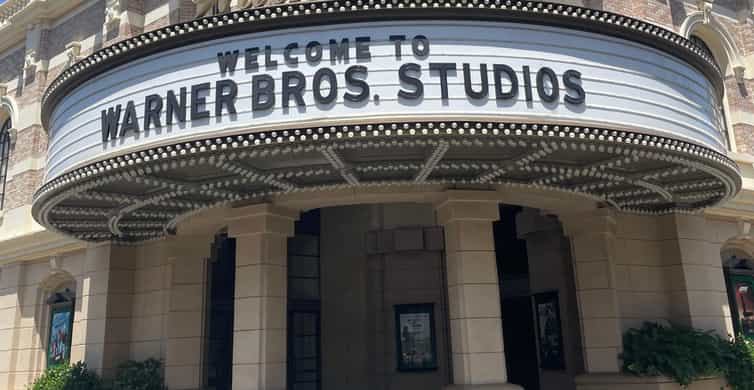 WELCOME TO
WARNER BROS. STUDIOS